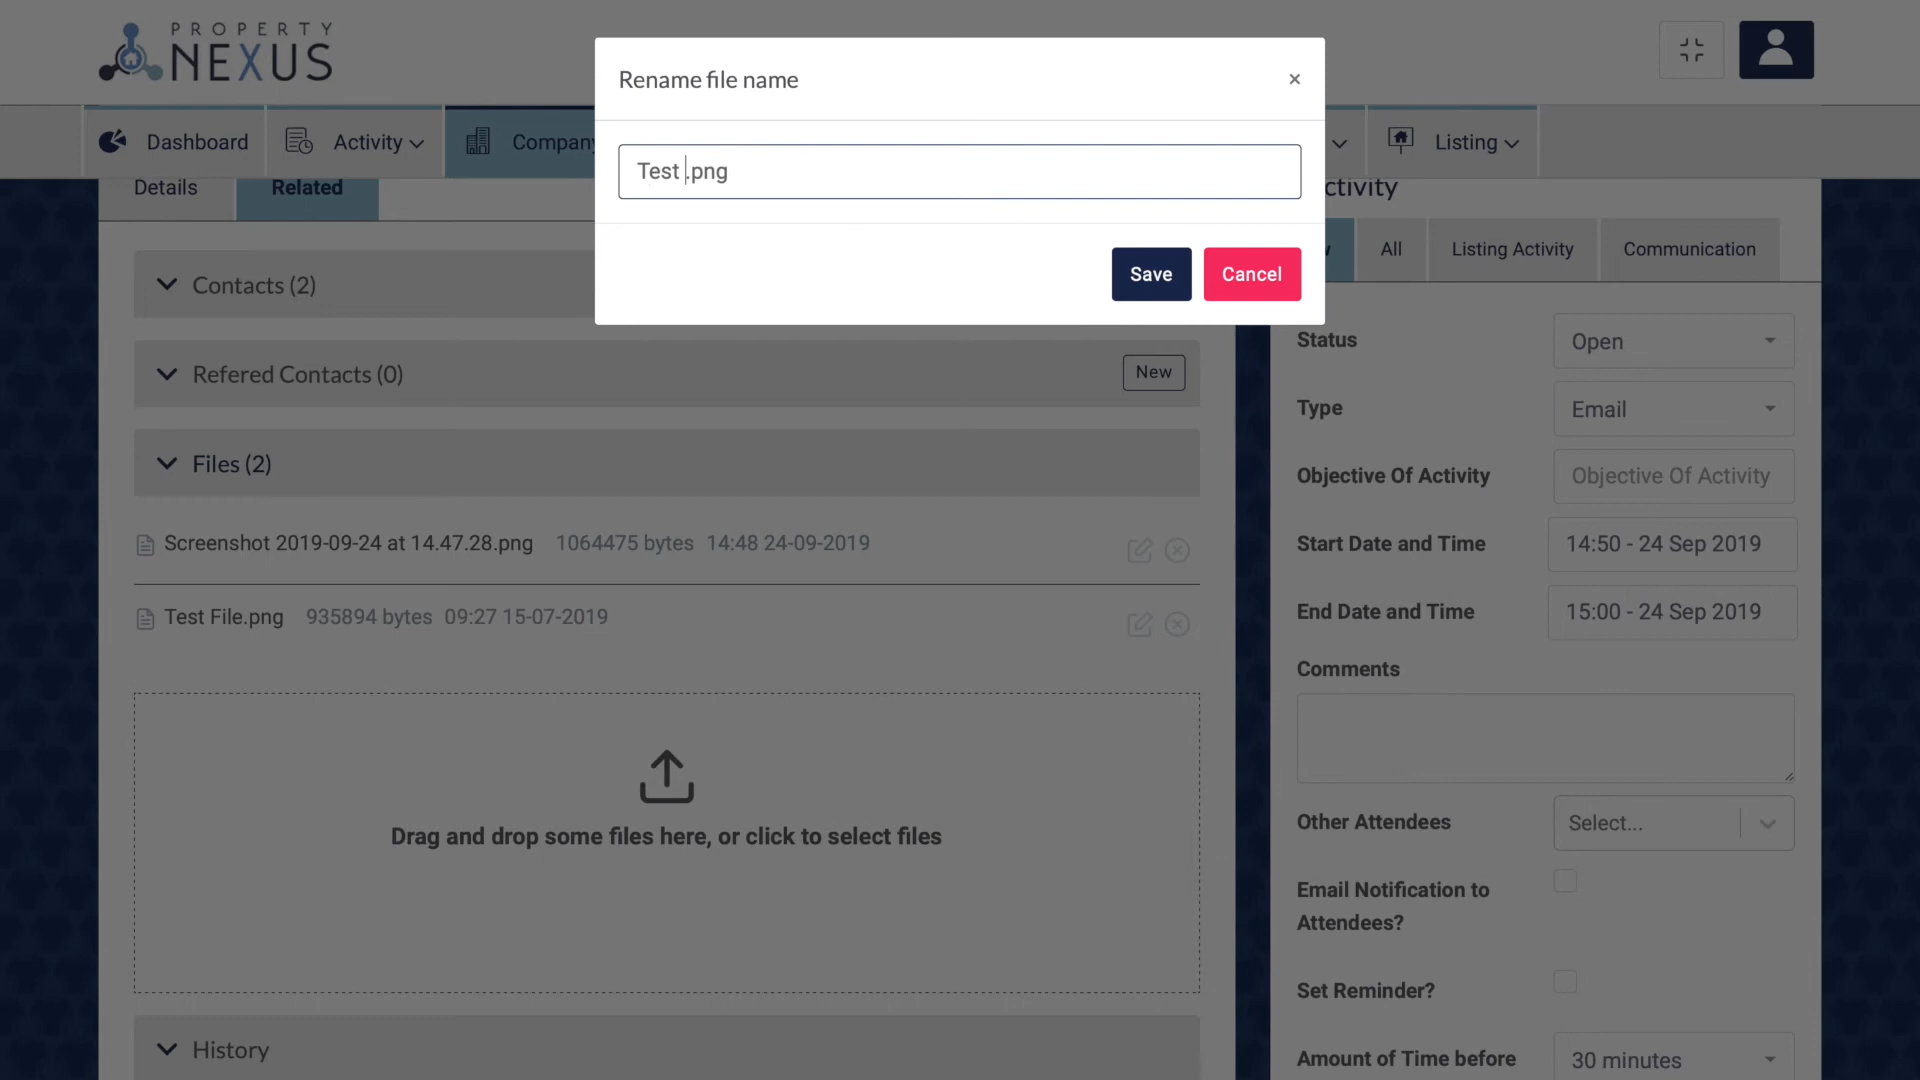 PROPERTY
NEXUS
Rename file name
×
Test .png
Save
Cancel
Dashboard
Activity
Company
Listing
Details
Related
Contacts (2)
Refered Contacts (0)
New
Files (2)
Screenshot 2019-09-24 at 14.47.28.png 1064475 bytes 14:48 24-09-2019
Test File.png 935894 bytes 09:27 15-07-2019
Drag and drop some files here, or click to select files
History
ctivity
All
Listing Activity
Communication
Status
Open
Type
Email
Objective Of Activity
Objective Of Activity
Start Date and Time
14:50 - 24 Sep 2019
End Date and Time
15:00 - 24 Sep 2019
Comments
Other Attendees
Select...
Email Notification to
Attendees?
Set Reminder?
Amount of Time before
30 minutes